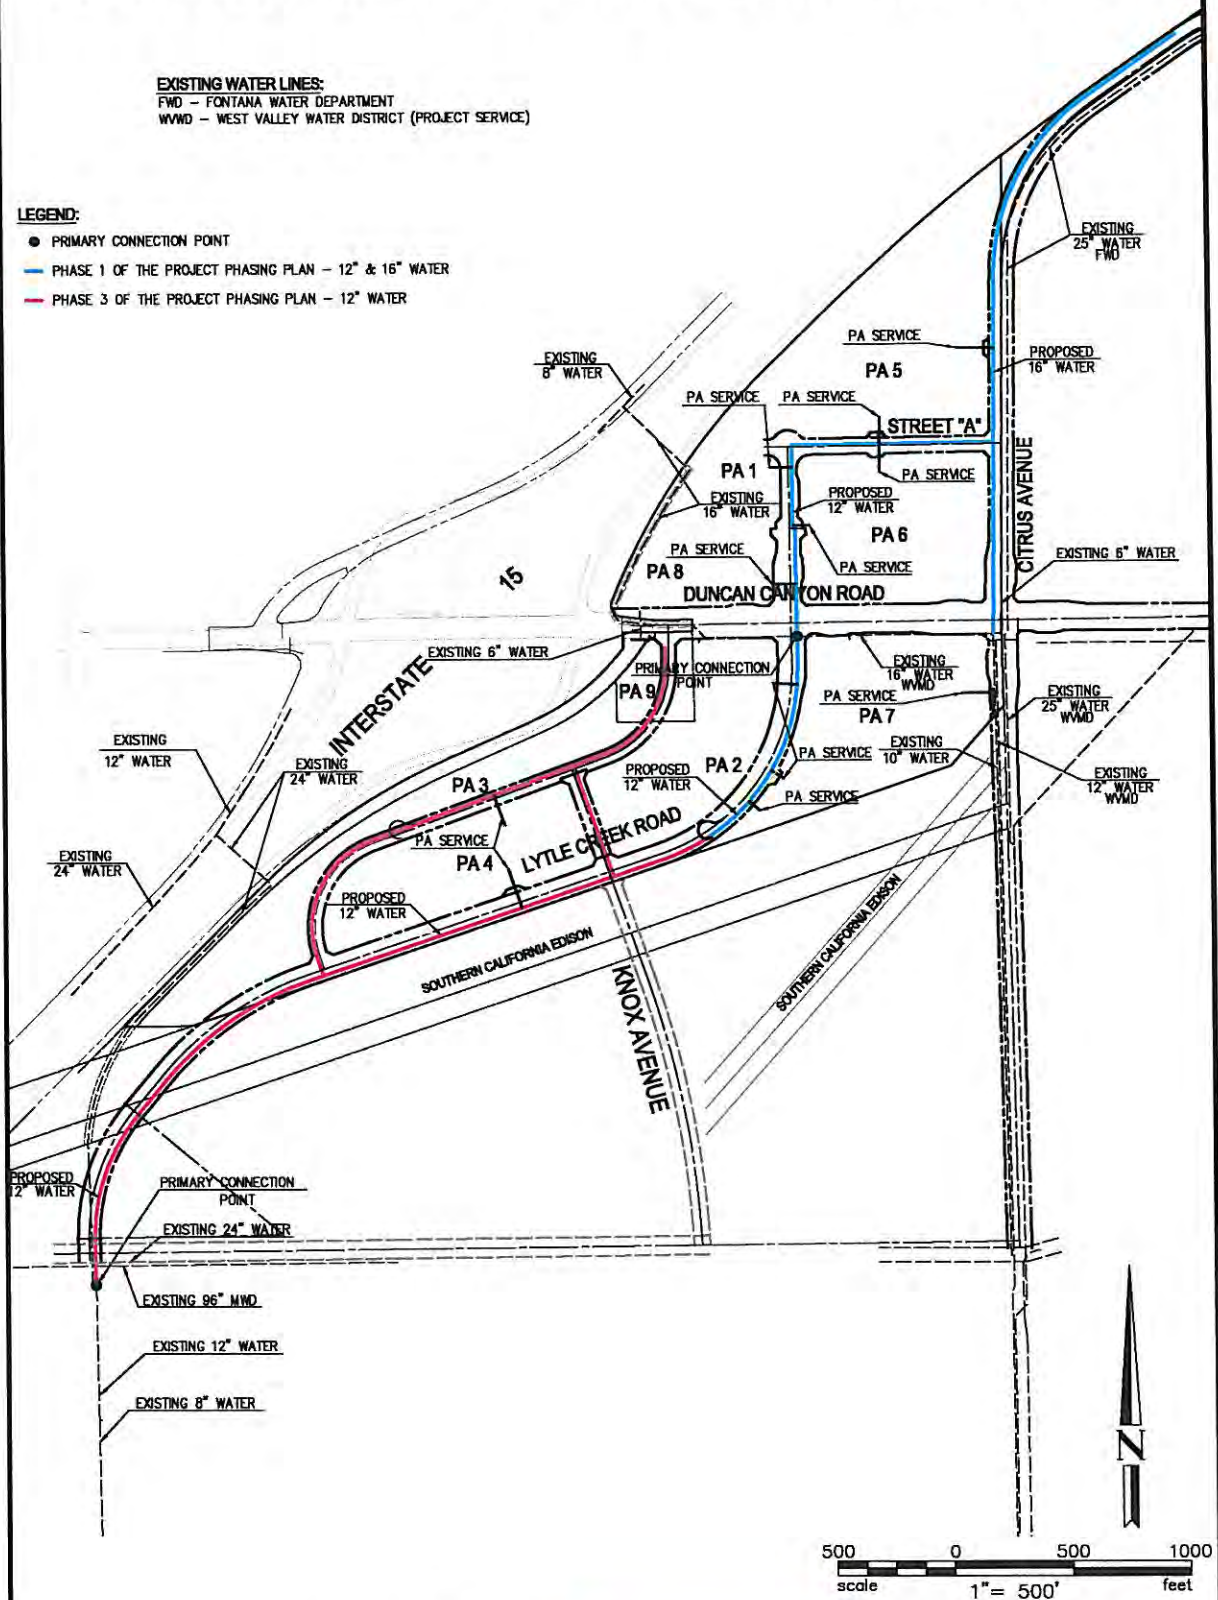 EXISTING WATER LINES:
FWD - FONTANA WATER DEPARTMENT
WVWD - WEST VALLEY WATER DISTRICT (PROJECT SERVICE)
LEGEND:
PRIMARY CONNECTION POINT
PHASE 1 OF THE PROJECT PHASING PLAN - 12" & 16" WATER
PHASE 3 OF THE PROJECT PHASING PLAN - 12" WATER
EXISTING
25" WATER
FWD
PA SERVICE
PROPOSED
16" WATER
PA 5
EXISTING
8" WATER
PA SERVICE
PA SERVICE
STREET "A"
PA 1
PA SERVICE
CITRUS AVENUE
EXISTING
16" WATER
PROPOSED
12" WATER
PA 6
PA SERVICE
EXISTING 6" WATER
PA 8
PA SERVICE
15
DUNCAN CANYON ROAD
EXISTING 6" WATER
PRIMARY CONNECTION
POINT
EXISTING
16" WATER
WVMD
PA 9
PA SERVICE
PA 7
EXISTING
25" WATER
WVMD
INTERSTATE
EXISTING
12" WATER
EXISTING
24" WATER
PA 3
PROPOSED
12" WATER
PA 2
PA SERVICE
EXISTING
10" WATER
EXISTING
12" WATER
WVMD
PA SERVICE
PA SERVICE
PA 4
LYTLE CREEK ROAD
EXISTING
24" WATER
PROPOSED
12" WATER
SOUTHERN CALIFORNIA EDISON
SOUTHERN CALIFORNIA EDISON
KNOX AVENUE
PROPOSED
12" WATER
PRIMARY CONNECTION
POINT
EXISTING 24" WATER
EXISTING 96" MWD
EXISTING 12" WATER
EXISTING 8" WATER
N
500 0 500 1000
scale 1"= 500' feet